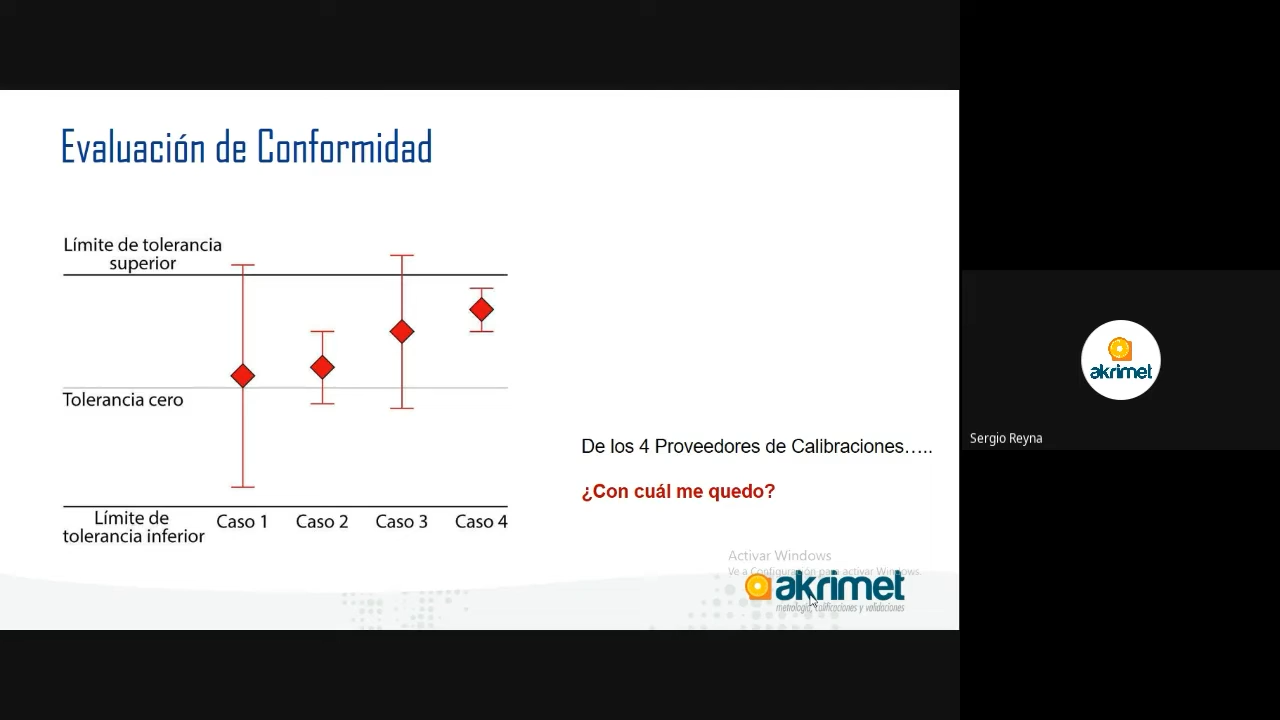 Evaluación de Conformidad
Límite de tolerancia
superior
Tolerancia cero
Límite de
tolerancia inferior
Caso 1
Caso 2
Caso 3
Caso 4
De los 4 Proveedores de Calibraciones…..
¿Con cuál me quedo?
Activar Windows
Ve a Configuración para activar Windows.
akrimet
metrología, calificaciones y validaciones
akrimet
Sergio Reyna